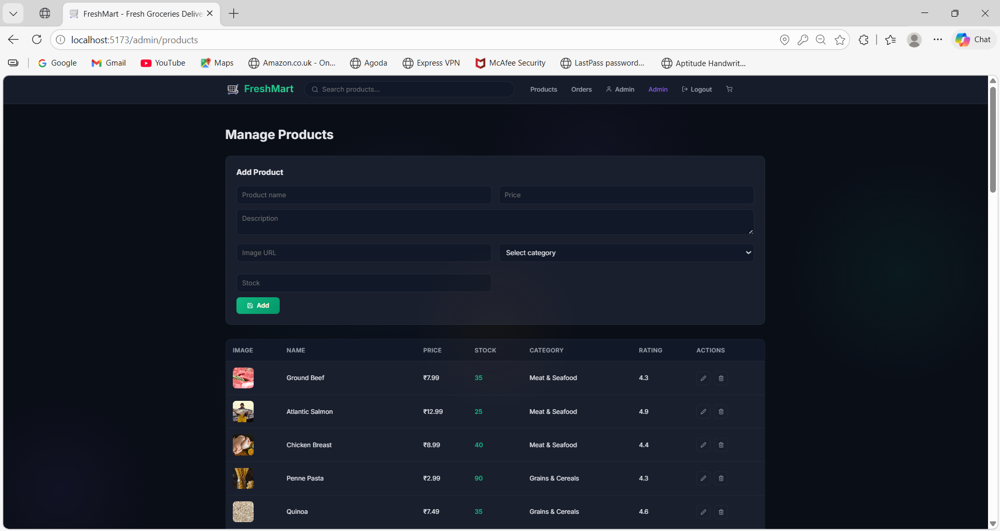 FreshMart - Fresh Groceries Delive
localhost:5173/admin/products
Chat
Google Gmail YouTube Maps Amazon.co.uk - On... Agoda Express VPN McAfee Security LastPass password... Aptitude Handwrit...
FreshMart Search products... Products Orders Admin Admin Logout
Manage Products
Add Product
Product name Price
Description
Image URL Select category
Stock
Add
IMAGE NAME PRICE STOCK CATEGORY RATING ACTIONS
Ground Beef ₹7.99 35 Meat & Seafood 4.3
Atlantic Salmon ₹12.99 25 Meat & Seafood 4.9
Chicken Breast ₹8.99 40 Meat & Seafood 4.4
Penne Pasta ₹2.99 90 Grains & Cereals 4.3
Quinoa ₹7.49 35 Grains & Cereals 4.6